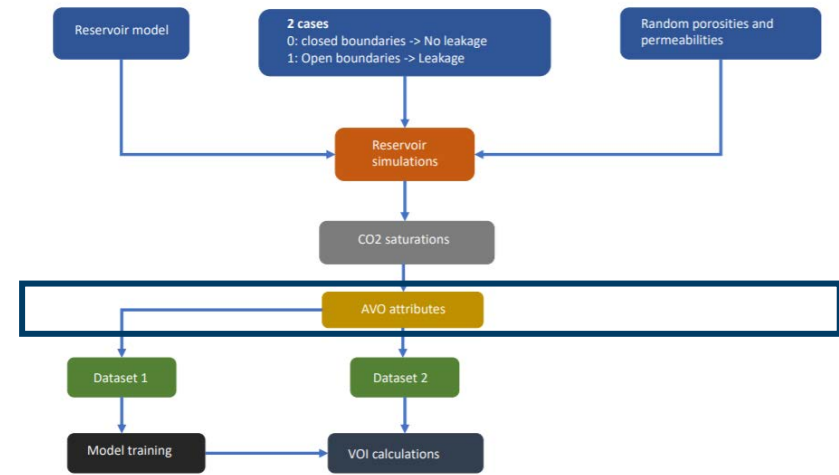 Reservoir model
2 cases
0: closed boundaries -> No leakage
1: Open boundaries -> Leakage
Random porosities and
permeabilities
Reservoir
simulations
CO2 saturations
AVO attributes
Dataset 1
Dataset 2
Model training
VOI calculations